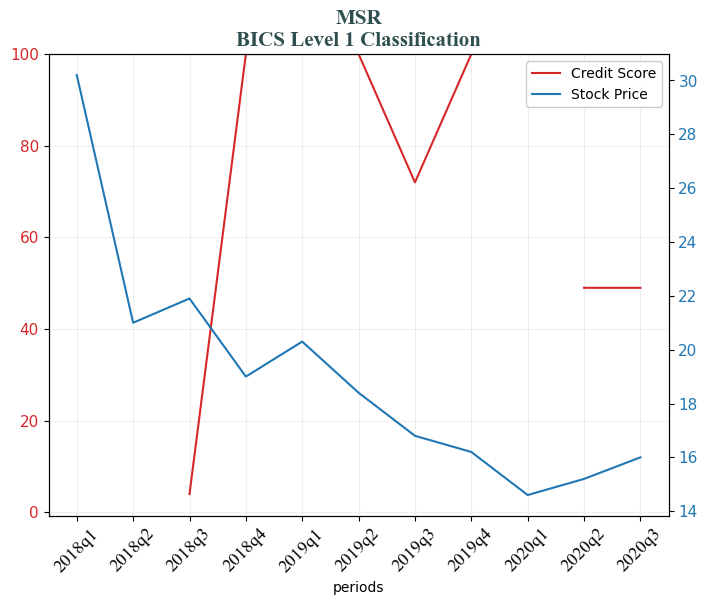 MSR
BICS Level 1 Classification
Credit Score
Stock Price
100
80
60
40
20
0
30
28
26
24
22
20
18
16
14
2018q1
2018q2
2018q3
2018q4
2019q1
2019q2
2019q3
2019q4
2020q1
2020q2
2020q3
periods